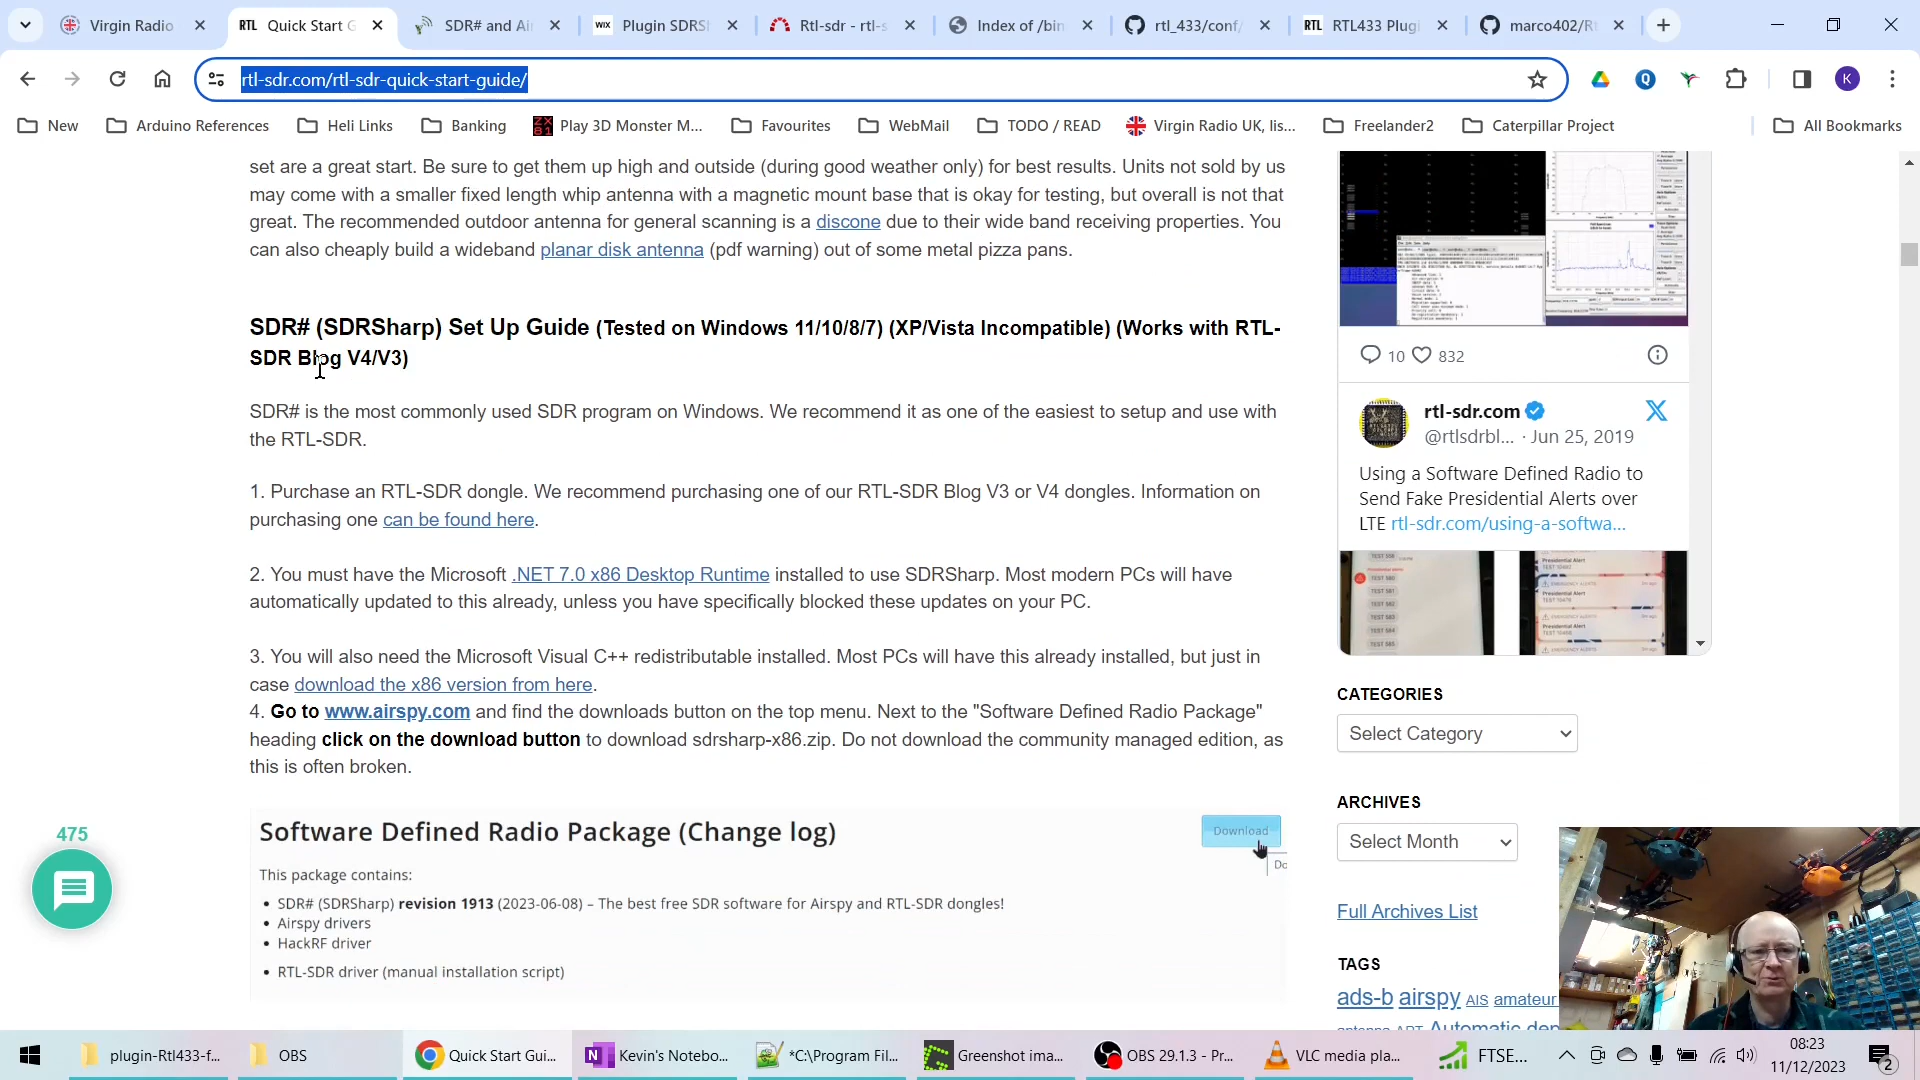 Virgin Radio
RTL Quick Start G
SDR# and Ai
WiX Plugin SDRS
Rtl-sdr - rtl-s
Index of /bin
rtl_433/conf/
RTL RTL433 Plug
marco402/R
rtl-sdr.com/rtl-sdr-quick-start-guide/
Q
K
New
Arduino References
Heli Links
Banking
Play 3D Monster M...
Favourites
WebMail
TODO / READ
Virgin Radio UK, lis...
Freelander2
Caterpillar Project
All Bookmarks
set are a great start. Be sure to get them up high and outside (during good weather only) for best results. Units not sold by us
may come with a smaller fixed length whip antenna with a magnetic mount base that is okay for testing, but overall is not that
great. The recommended outdoor antenna for general scanning is a discone due to their wide band receiving properties. You
can also cheaply build a wideband planar disk antenna (pdf warning) out of some metal pizza pans.
SDR# (SDRSharp) Set Up Guide (Tested on Windows 11/10/8/7) (XP/Vista Incompatible) (Works with RTL-
SDR Blog V4/V3)
SDR# is the most commonly used SDR program on Windows. We recommend it as one of the easiest to setup and use with
the RTL-SDR.
1. Purchase an RTL-SDR dongle. We recommend purchasing one of our RTL-SDR Blog V3 or V4 dongles. Information on
purchasing one can be found here.
2. You must have the Microsoft .NET 7.0 x86 Desktop Runtime installed to use SDRSharp. Most modern PCs will have
automatically updated to this already, unless you have specifically blocked these updates on your PC.
3. You will also need the Microsoft Visual C++ redistributable installed. Most PCs will have this already installed, but just in
case download the x86 version from here.
4. Go to www.airspy.com and find the downloads button on the top menu. Next to the "Software Defined Radio Package"
heading click on the download button to download sdrsharp-x86.zip. Do not download the community managed edition, as
this is often broken.
Software Defined Radio Package (Change log)
Download
Do
This package contains:
• SDR# (SDRSharp) revision 1913 (2023-06-08) – The best free SDR software for Airspy and RTL-SDR dongles!
• Airspy drivers
• HackRF driver
• RTL-SDR driver (manual installation script)
475
10 832
rtl-sdr.com
@rtlsdrbl... · Jun 25, 2019
Using a Software Defined Radio to
Send Fake Presidential Alerts over
LTE rtl-sdr.com/using-a-softwa...
CATEGORIES
Select Category
ARCHIVES
Select Month
Full Archives List
TAGS
ads-b airspy AIS amateur
plugin-Rtl433-f...
OBS
Quick Start Gui...
Kevin's Notebo...
*C:\Program Fil...
Greenshot ima...
OBS 29.1.3 - Pr...
VLC media pla...
FTSE...
08:23
11/12/2023
2